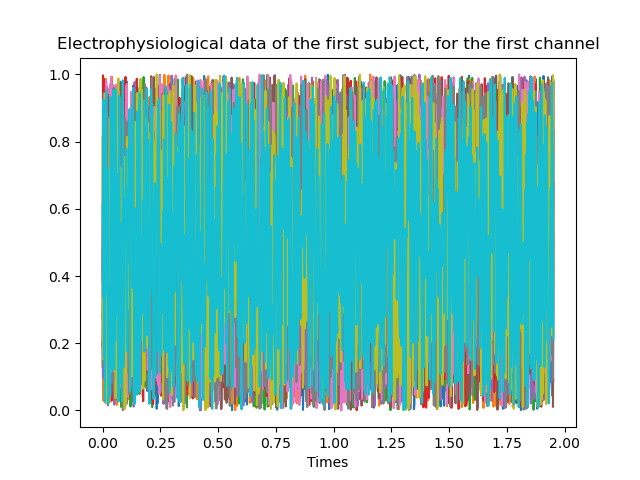 Electrophysiological data of the first subject, for the first channel
1.0
0.8
0.6
0.4
0.2
0.0
0.00 0.25 0.50 0.75 1.00 1.25 1.50 1.75 2.00
Times